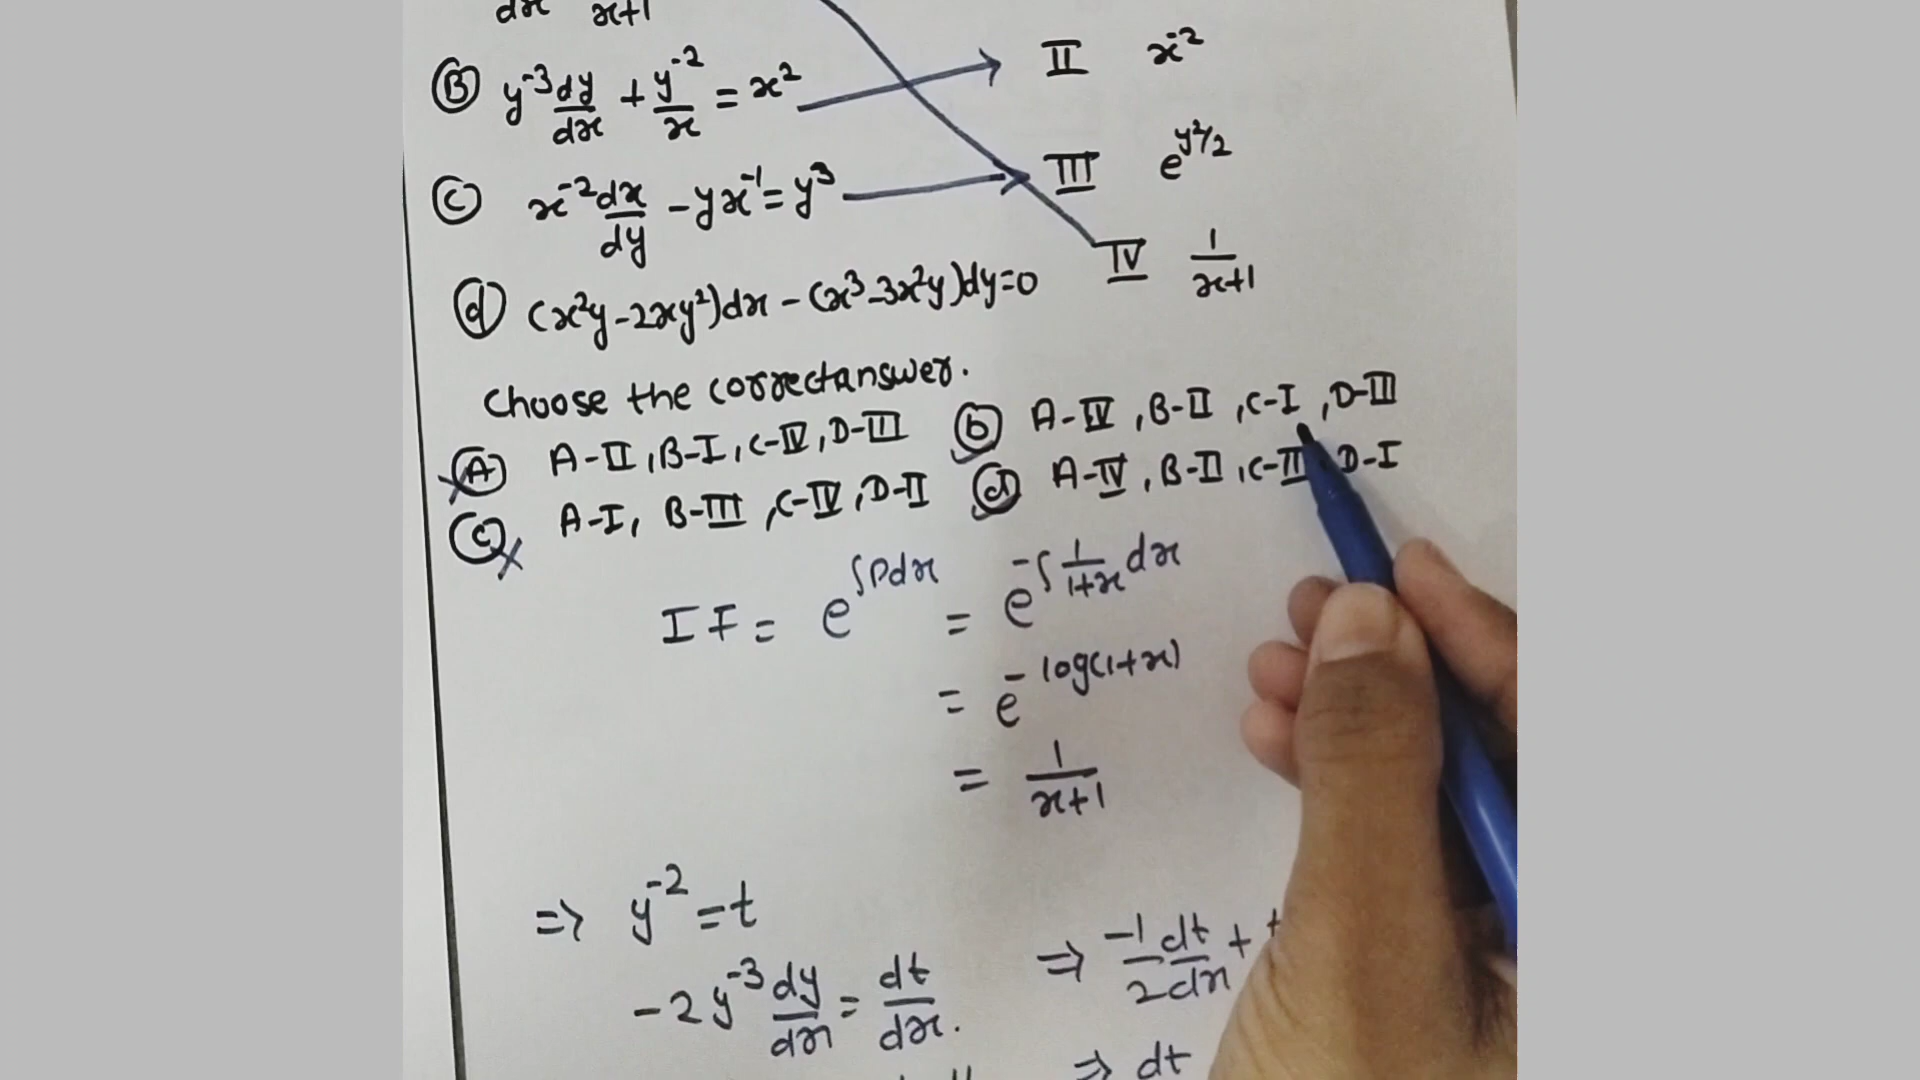 dx x+1
(B) y⁻³ dy/dx + y⁻²/x = x² II x⁻²
(C) x⁻² dx/dy - yx⁻¹ = y³ III e^(y²/2)
(d) (x²y-2xy²)dx - (x³-3x²y)dy=0 IV 1/(x+1)
Choose the correct answer.
(A) A-II, B-I, C-IV, D-III (b) A-IV, B-II, C-I, D-III
(C) A-I, B-III, C-IV, D-II (d) A-IV, B-II, C-II D-I
IF = e^(∫Pdx) = e^(-∫ 1/(1+x) dx)
= e^(-log(1+x))
= 1/(x+1)
=> y⁻² = t
-2y⁻³ dy/dx = dt/dx. => -1/2 dt/dx + t
=> dt